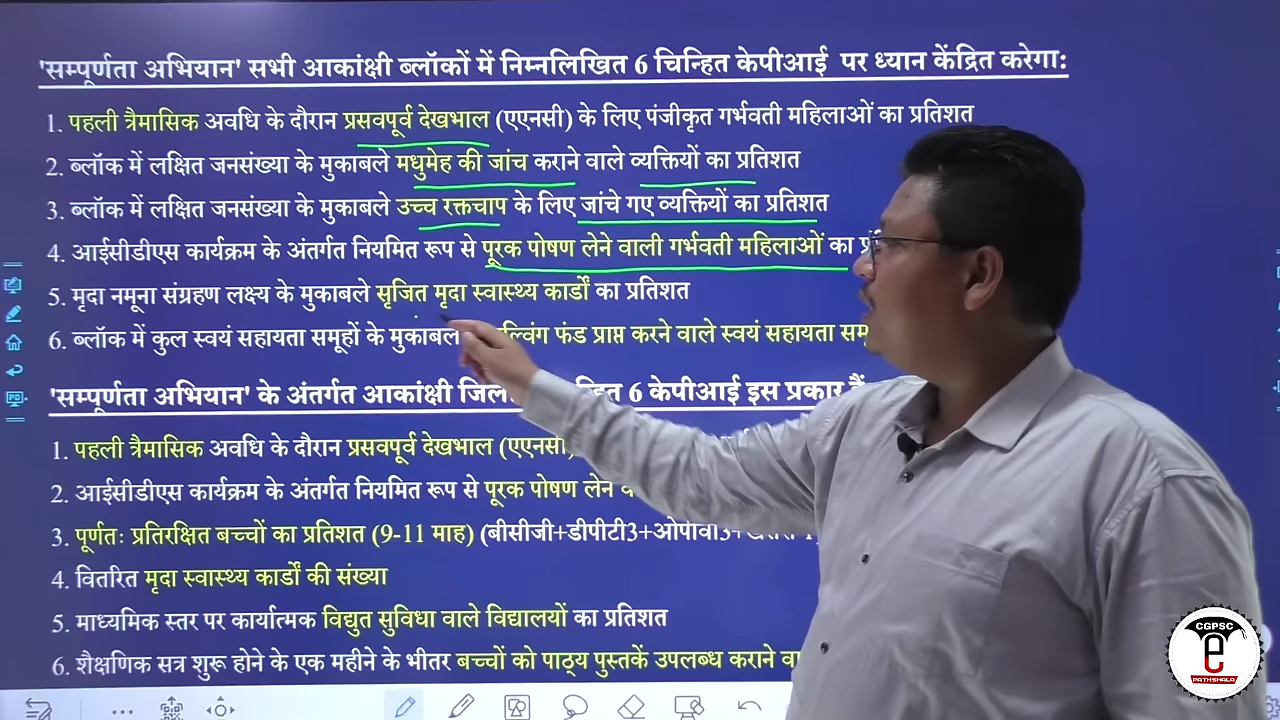 'सम्पूर्णता अभियान' सभी आकांक्षी ब्लॉकों में निम्नलिखित 6 चिन्हित केपीआई पर ध्यान केंद्रित करेगा:
1. पहली त्रैमासिक अवधि के दौरान प्रसवपूर्व देखभाल (एएनसी) के लिए पंजीकृत गर्भवती महिलाओं का प्रतिशत
2. ब्लॉक में लक्षित जनसंख्या के मुकाबले मधुमेह की जांच कराने वाले व्यक्तियों का प्रतिशत
3. ब्लॉक में लक्षित जनसंख्या के मुकाबले उच्च रक्तचाप के लिए जांचे गए व्यक्तियों का प्रतिशत
4. आईसीडीएस कार्यक्रम के अंतर्गत नियमित रूप से पूरक पोषण लेने वाली गर्भवती महिलाओं का
5. मृदा नमूना संग्रहण लक्ष्य के मुकाबले सृजित मृदा स्वास्थ्य कार्डों का प्रतिशत
6. ब्लॉक में कुल स्वयं सहायता समूहों के फंड प्राप्त करने वाले स्वयं सहायता
'सम्पूर्णता अभियान' के अंतर्गत आकांक्षी 6 केपीआई इस प्रकार
1. पहली त्रैमासिक अवधि के दौरान प्रसवपूर्व देखभाल (एएनसी)
2. आईसीडीएस कार्यक्रम के अंतर्गत नियमित रूप से पूरक पोषण
3. पूर्णतः प्रतिरक्षित बच्चों का प्रतिशत (9-11 माह) (बीसीजी+डीपीटी3+ओपीवी3+
4. वितरित मृदा स्वास्थ्य कार्डों की संख्या
5. माध्यमिक स्तर पर कार्यात्मक विद्युत सुविधा वाले विद्यालयों का प्रतिशत
6. शैक्षणिक सत्र शुरू होने के एक महीने के भीतर बच्चों को पाठ्य पुस्तकें उपलब्ध कराने
CGPSC
e
PATHSHALA